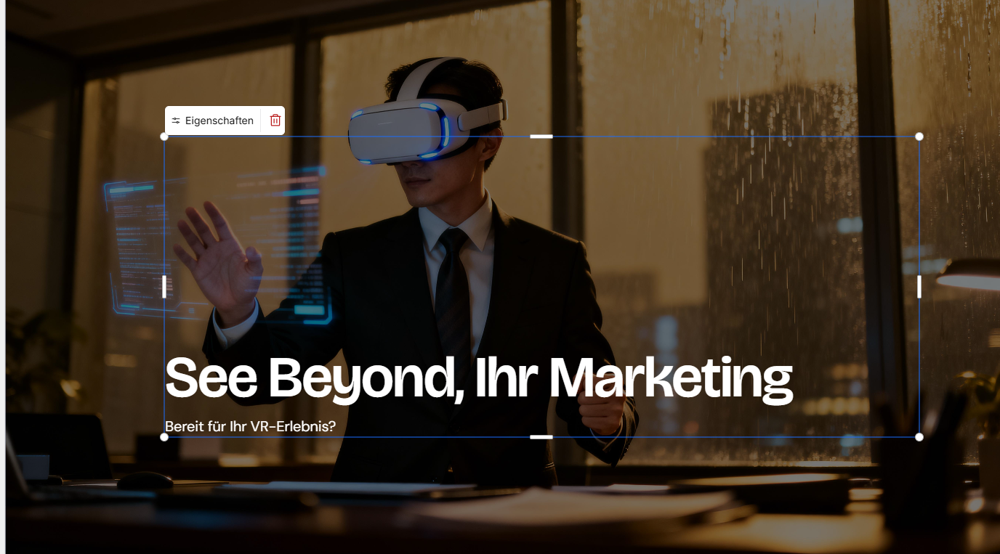 Eigenschaften
See Beyond, Ihr Marketing
Bereit für Ihr VR-Erlebnis?